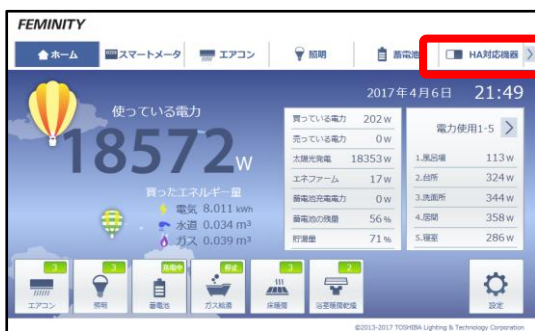 FEMINITY
ホーム スマートメータ エアコン 照明 蓄電池 HA対応機器
2017年4月6日 21:49
使っている電力
18572W
買ったエネルギー量
電気 8.011 kWh
水道 0.034 m³
ガス 0.039 m³
買っている電力 202 W
売っている電力 0 W
太陽光発電 18353 W
エネファーム 17 W
蓄電池充電電力 0 W
蓄電池の残量 56 %
貯湯量 71 %
電力使用1-5
1.風呂場 113 W
2.台所 324 W
3.洗面所 344 W
4.居間 358 W
5.寝室 286 W
3 3 停止 3 2
エアコン 照明 蓄電池 ガス給湯 床暖房 浴室暖房乾燥 設定
©2013-2017 TOSHIBA Lighting & Technology Corporation